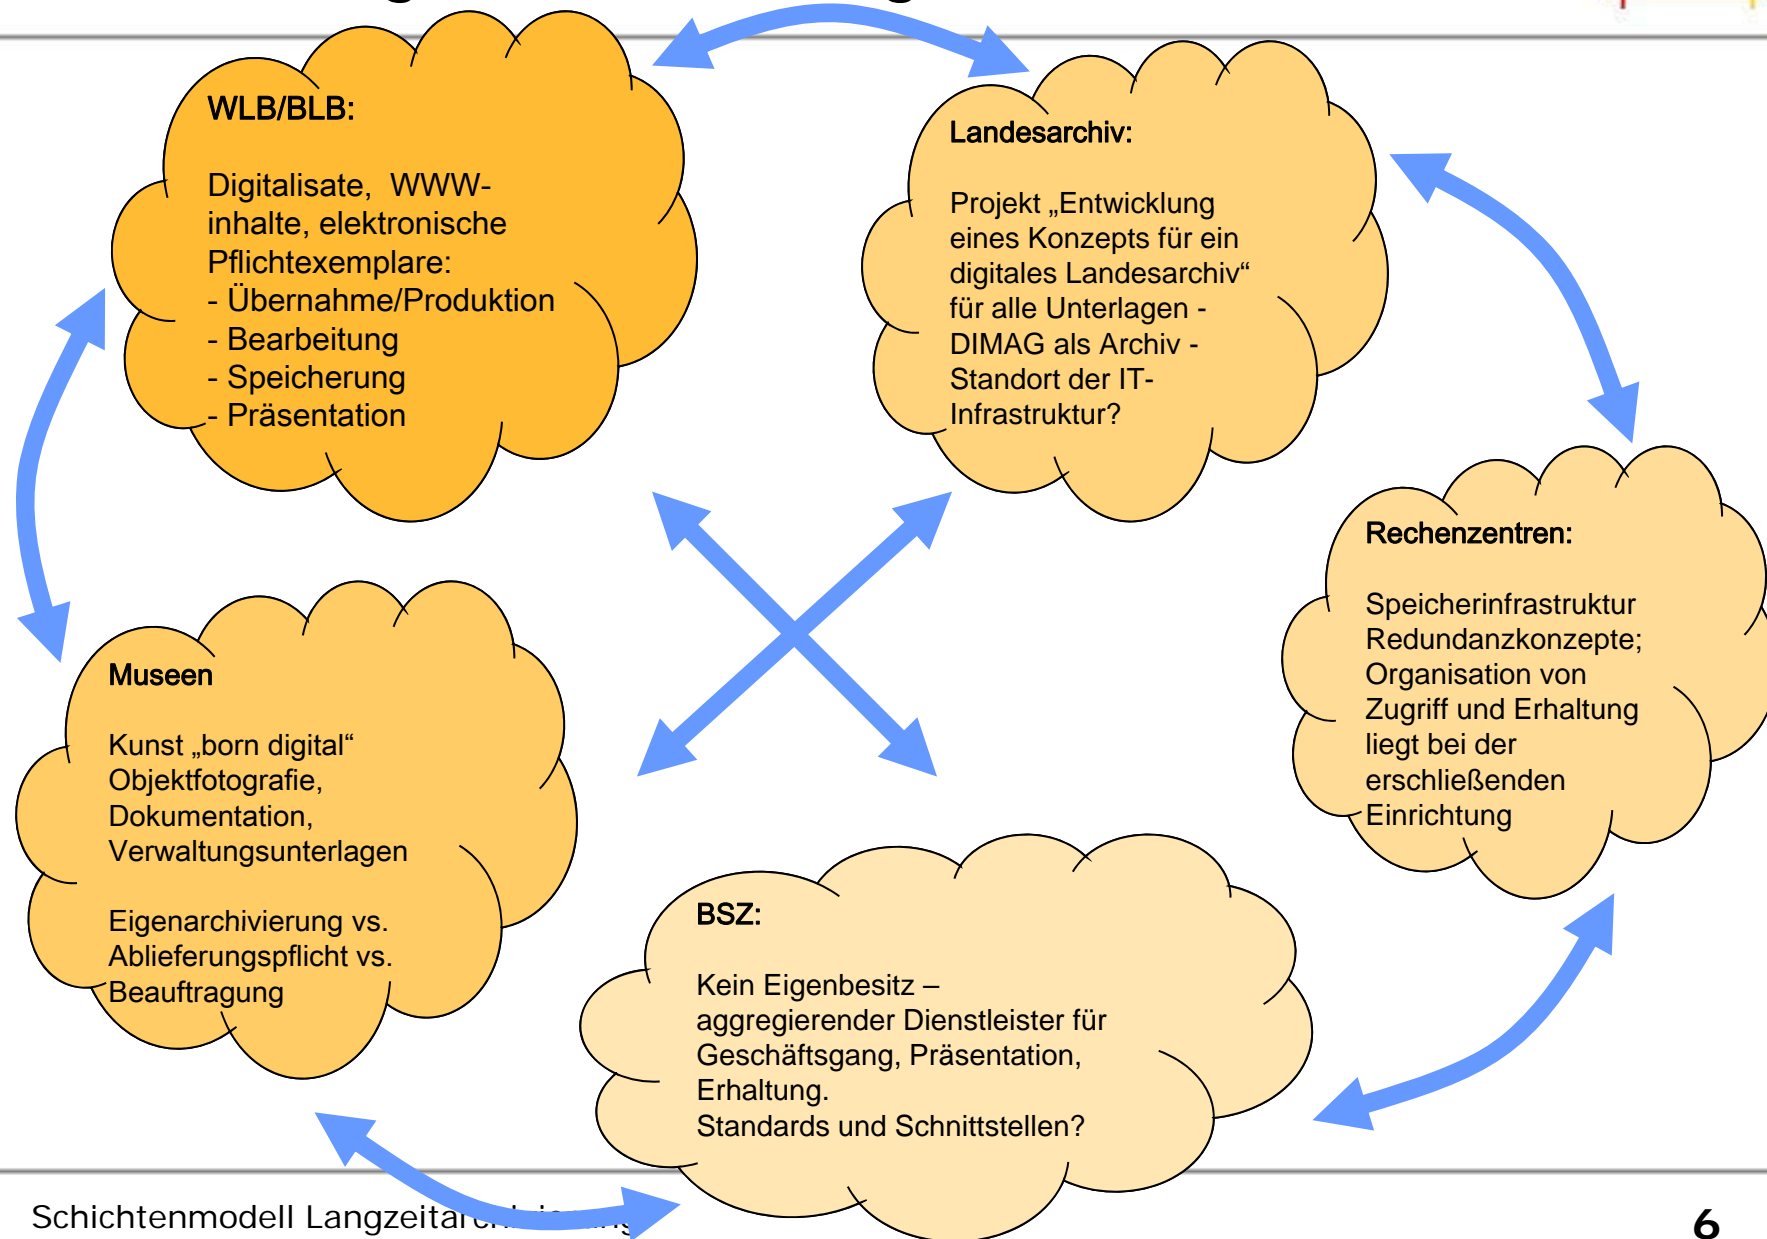 WLB/BLB:
Digitalisate, WWW-
inhalte, elektronische
Pflichtexemplare:
- Übernahme/Produktion
- Bearbeitung
- Speicherung
- Präsentation
Landesarchiv:
Projekt „Entwicklung
eines Konzepts für ein
digitales Landesarchiv“
für alle Unterlagen -
DIMAG als Archiv -
Standort der IT-
Infrastruktur?
Rechenzentren:
Speicherinfrastruktur
Redundanzkonzepte;
Organisation von
Zugriff und Erhaltung
liegt bei der
erschließenden
Einrichtung
Museen
Kunst „born digital“
Objektfotografie,
Dokumentation,
Verwaltungsunterlagen
Eigenarchivierung vs.
Ablieferungspflicht vs.
Beauftragung
BSZ:
Kein Eigenbesitz –
aggregierender Dienstleister für
Geschäftsgang, Präsentation,
Erhaltung.
Standards und Schnittstellen?
Schichtenmodell Langzeitarchivierung
6